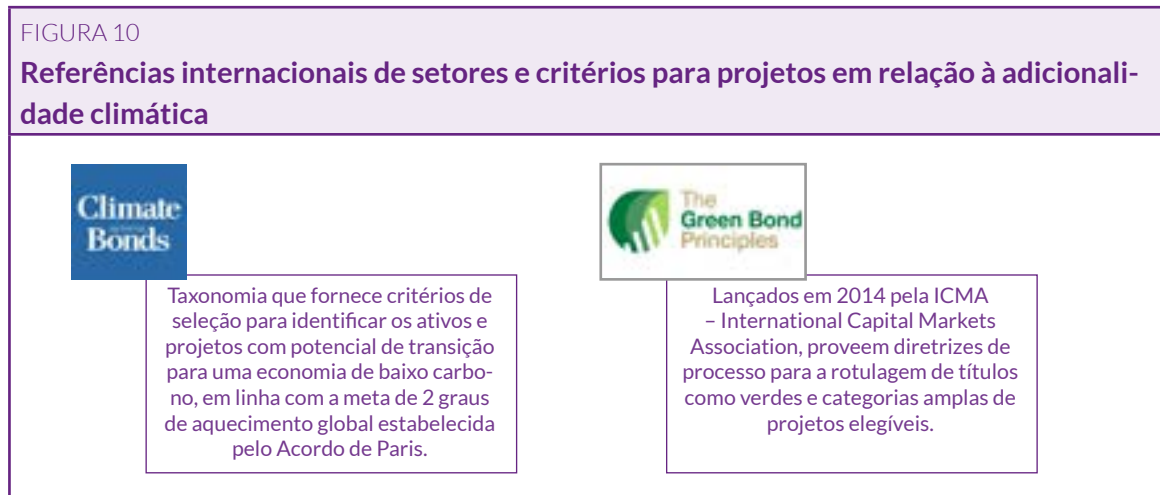 FIGURA 10
Referências internacionais de setores e critérios para projetos em relação à adicionali-
dade climática
Climate
Bonds
Taxonomia que fornece critérios de
seleção para identificar os ativos e
projetos com potencial de transição
para uma economia de baixo carbo-
no, em linha com a meta de 2 graus
de aquecimento global estabelecida
pelo Acordo de Paris.
The
Green Bond
Principles
Lançados em 2014 pela ICMA
– International Capital Markets
Association, proveem diretrizes de
processo para a rotulagem de títulos
como verdes e categorias amplas de
projetos elegíveis.